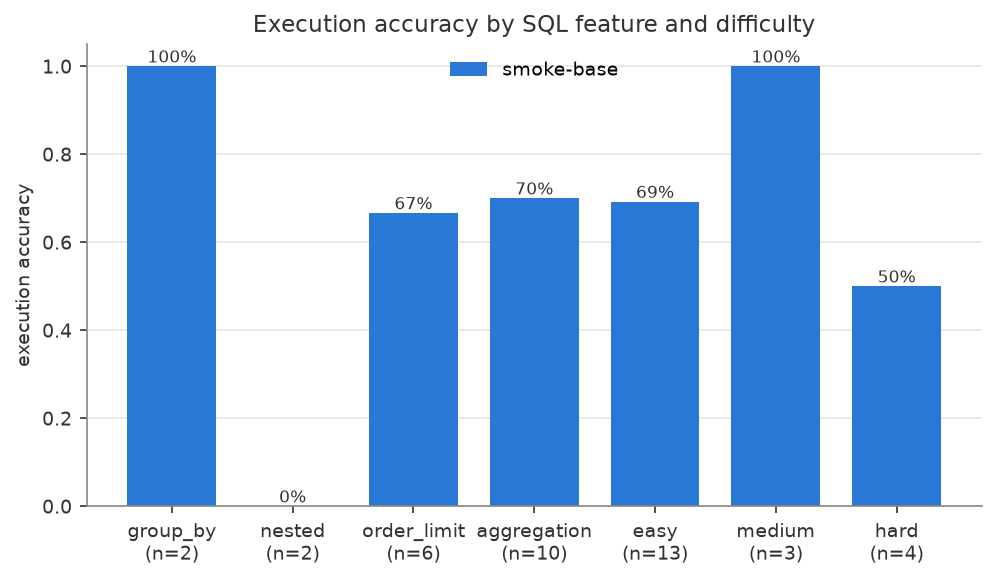 Execution accuracy by SQL feature and difficulty
smoke-base
execution accuracy
1.0
0.8
0.6
0.4
0.2
0.0
100%
0%
67%
70%
69%
100%
50%
group_by
(n=2)
nested
(n=2)
order_limit
(n=6)
aggregation
(n=10)
easy
(n=13)
medium
(n=3)
hard
(n=4)